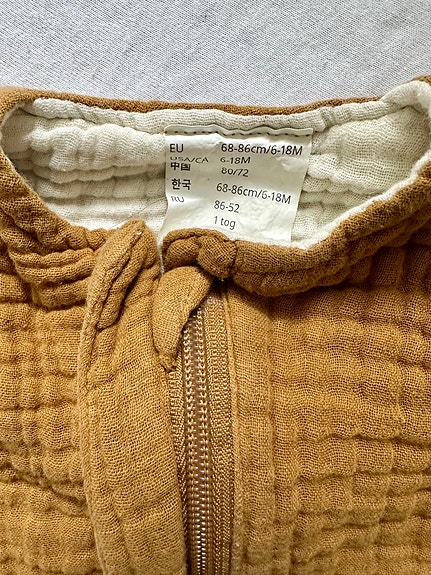 EU 68-86cm/6-18M
USA/CA 6-18M
中国 80/72
한국 68-86cm/6-18M
RU 86-52
1 tog